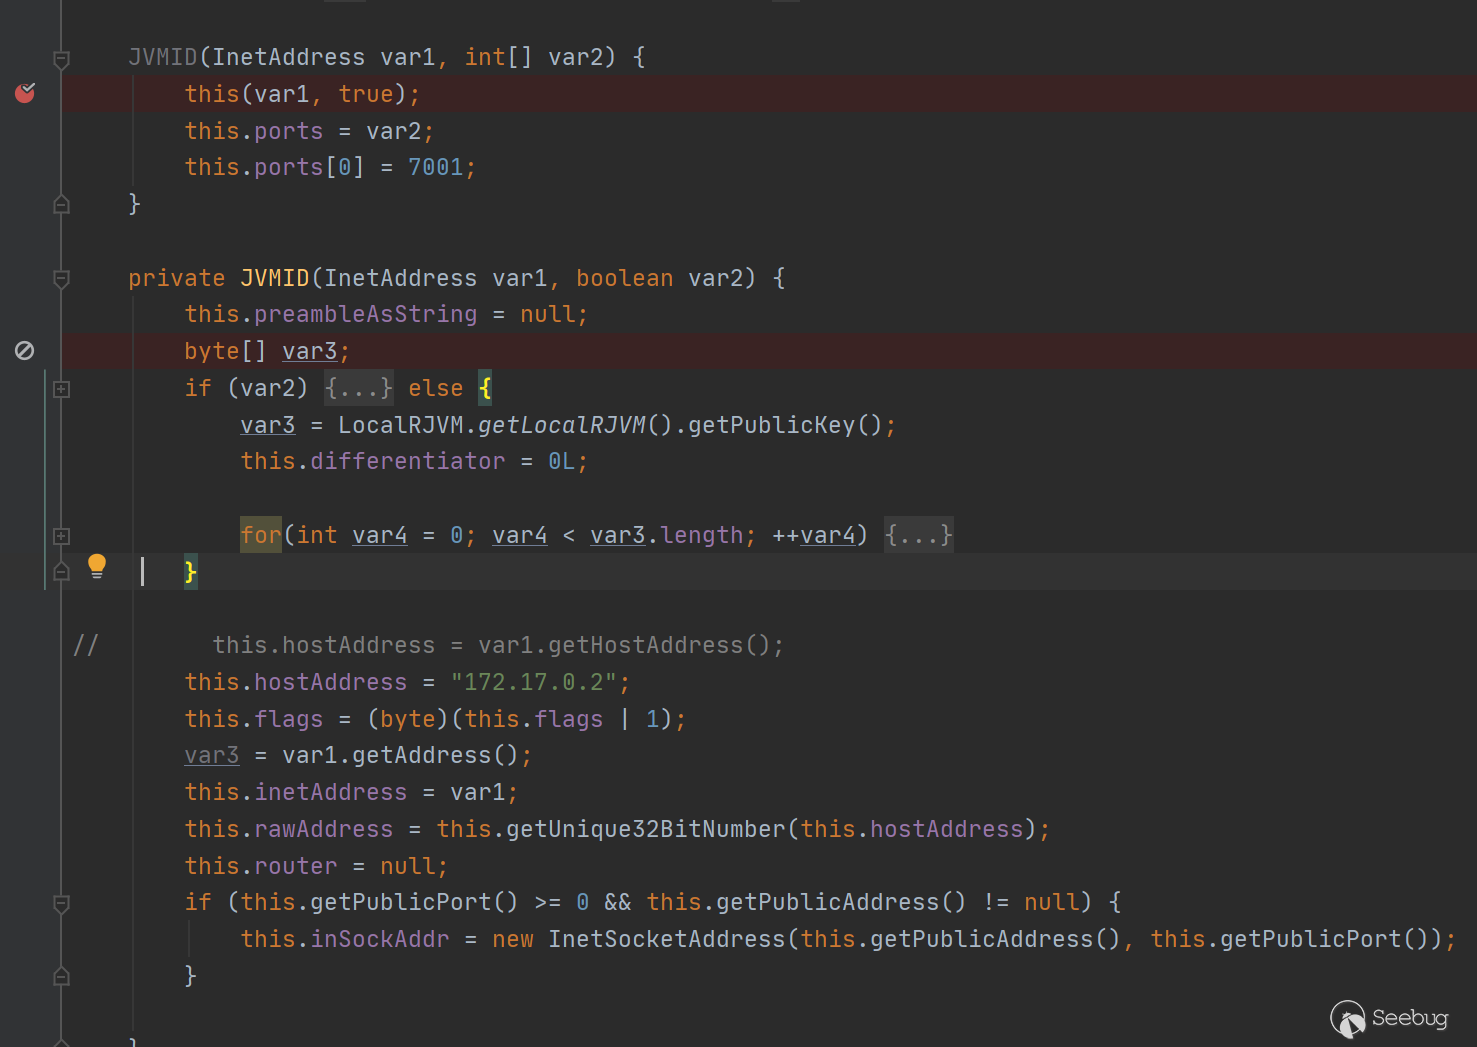 JVMID(InetAddress var1, int[] var2) {
this(var1, true);
this.ports = var2;
this.ports[0] = 7001;
}
private JVMID(InetAddress var1, boolean var2) {
this.preambleAsString = null;
byte[] var3;
if (var2) {...} else {
var3 = LocalRJVM.getLocalRJVM().getPublicKey();
this.differentiator = 0L;
for(int var4 = 0; var4 < var3.length; ++var4) {...}
}
// this.hostAddress = var1.getHostAddress();
this.hostAddress = "172.17.0.2";
this.flags = (byte)(this.flags | 1);
var3 = var1.getAddress();
this.inetAddress = var1;
this.rawAddress = this.getUnique32BitNumber(this.hostAddress);
this.router = null;
if (this.getPublicPort() >= 0 && this.getPublicAddress() != null) {
this.inSockAddr = new InetSocketAddress(this.getPublicAddress(), this.getPublicPort());
}
Seebug